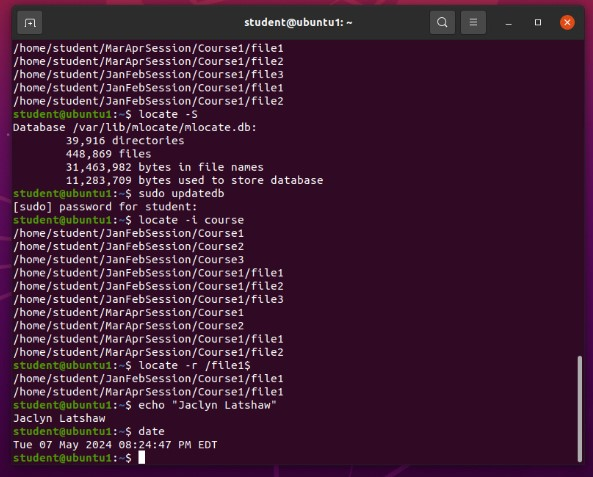 student@ubuntu1: ~
/home/student/MarAprSession/Course1/file1
/home/student/MarAprSession/Course1/file2
/home/student/JanFebSession/Course1/file3
/home/student/JanFebSession/Course1/file1
/home/student/JanFebSession/Course1/file2
student@ubuntu1:~$ locate -S
Database /var/lib/mlocate/mlocate.db:
39,916 directories
448,869 files
31,463,982 bytes in file names
11,283,709 bytes used to store database
student@ubuntu1:~$ sudo updatedb
[sudo] password for student:
student@ubuntu1:~$ locate -i course
/home/student/JanFebSession/Course1
/home/student/JanFebSession/Course2
/home/student/JanFebSession/Course3
/home/student/JanFebSession/Course1/file1
/home/student/JanFebSession/Course1/file2
/home/student/JanFebSession/Course1/file3
/home/student/MarAprSession/Course1
/home/student/MarAprSession/Course2
/home/student/MarAprSession/Course1/file1
/home/student/MarAprSession/Course1/file2
student@ubuntu1:~$ locate -r /file1$
/home/student/JanFebSession/Course1/file1
/home/student/MarAprSession/Course1/file1
student@ubuntu1:~$ echo "Jaclyn Latshaw"
Jaclyn Latshaw
student@ubuntu1:~$ date
Tue 07 May 2024 08:24:47 PM EDT
student@ubuntu1:~$